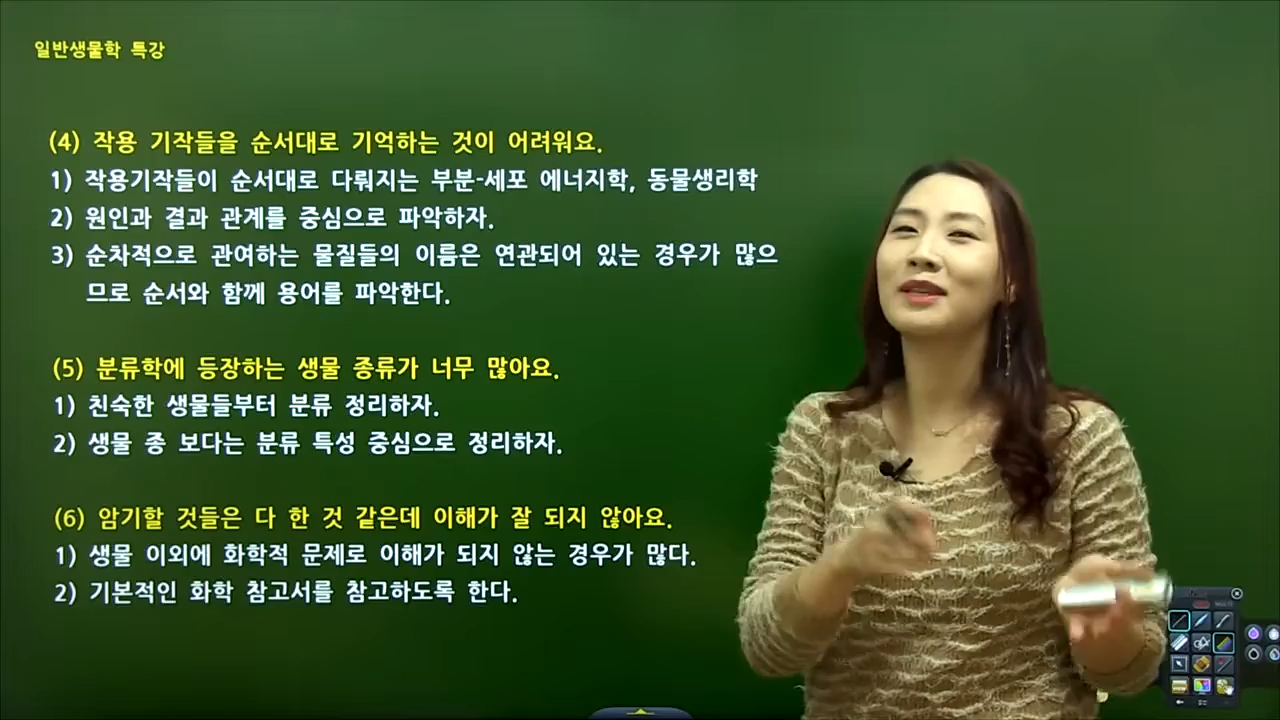 일반생물학 특강
(4) 작용 기작들을 순서대로 기억하는 것이 어려워요.
1) 작용기작들이 순서대로 다뤄지는 부분-세포 에너지학, 동물생리학
2) 원인과 결과 관계를 중심으로 파악하자.
3) 순차적으로 관여하는 물질들의 이름은 연관되어 있는 경우가 많으
므로 순서와 함께 용어를 파악한다.
(5) 분류학에 등장하는 생물 종류가 너무 많아요.
1) 친숙한 생물들부터 분류 정리하자.
2) 생물 종 보다는 분류 특성 중심으로 정리하자.
(6) 암기할 것들은 다 한 것 같은데 이해가 잘 되지 않아요.
1) 생물 이외에 화학적 문제로 이해가 되지 않는 경우가 많다.
2) 기본적인 화학 참고서를 참고하도록 한다.